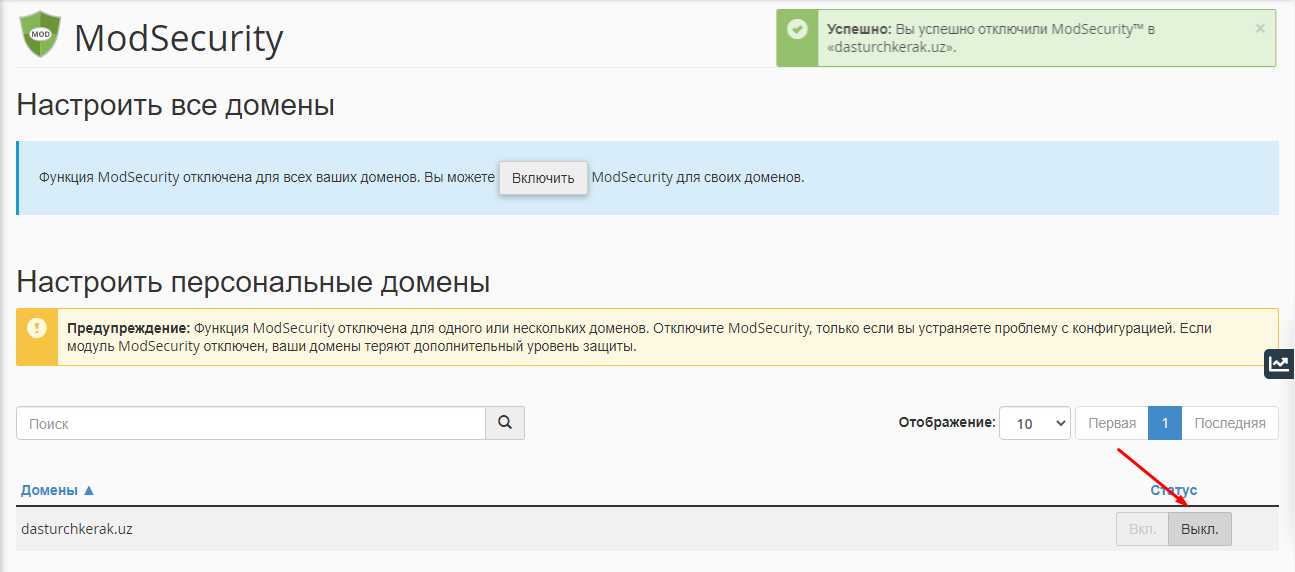 MOD
ModSecurity
Успешно: Вы успешно отключили ModSecurity™ в
«dasturchkerak.uz».
×
Настроить все домены
Функция ModSecurity отключена для всех ваших доменов. Вы можете Включить ModSecurity для своих доменов.
Настроить персональные домены
Предупреждение: Функция ModSecurity отключена для одного или нескольких доменов. Отключите ModSecurity, только если вы устраняете проблему с конфигурацией. Если
модуль ModSecurity отключен, ваши домены теряют дополнительный уровень защиты.
Поиск
Отображение: 10 Первая 1 Последняя
Домены ▲ Статус
dasturchkerak.uz Вкл. Выкл.